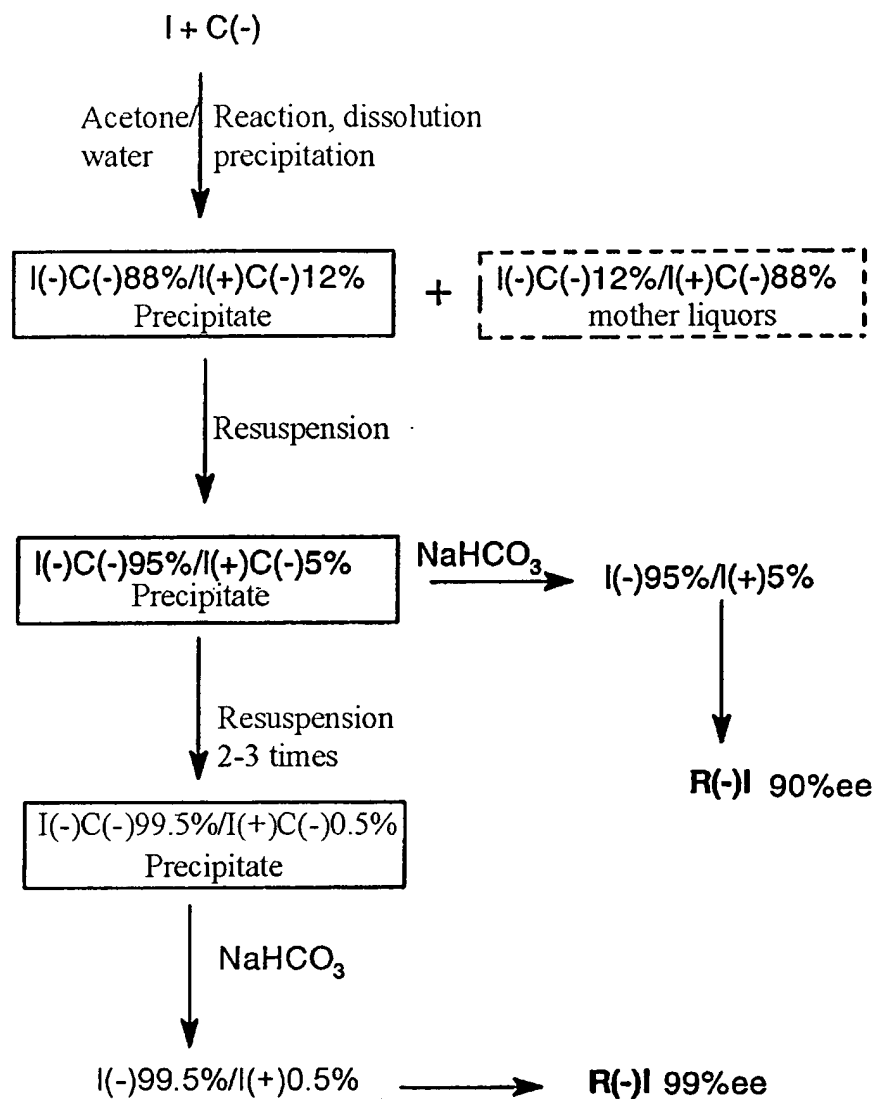 I + C(-)
Acetone/ Reaction, dissolution
water precipitation
I(-)C(-)88%/I(+)C(-)12%
Precipitate
+
I(-)C(-)12%/I(+)C(-)88%
mother liquors
Resuspension
I(-)C(-)95%/I(+)C(-)5%
Precipitate
NaHCO₃
I(-)95%/I(+)5%
Resuspension
2-3 times
R(-)I 90%ee
I(-)C(-)99.5%/I(+)C(-)0.5%
Precipitate
NaHCO₃
I(-)99.5%/I(+)0.5%
R(-)I 99%ee